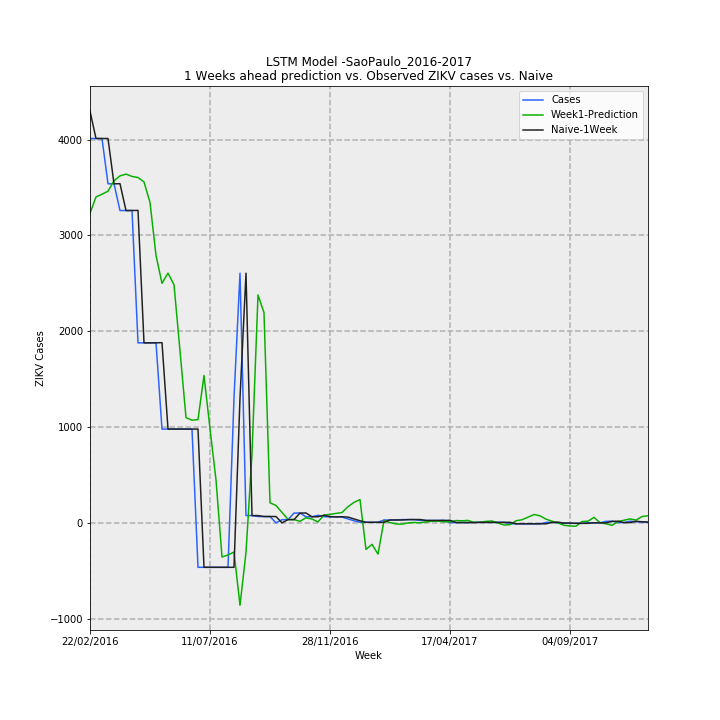 LSTM Model -SaoPaulo_2016-2017
1 Weeks ahead prediction vs. Observed ZIKV cases vs. Naive
Cases
Week1-Prediction
Naive-1Week
4000
3000
2000
1000
0
−1000
ZIKV Cases
22/02/2016
11/07/2016
28/11/2016
17/04/2017
04/09/2017
Week